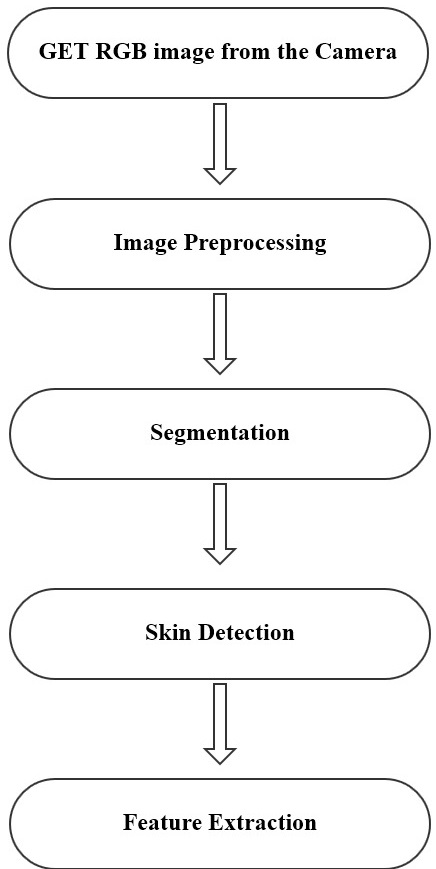 GET RGB image from the Camera
Image Preprocessing
Segmentation
Skin Detection
Feature Extraction